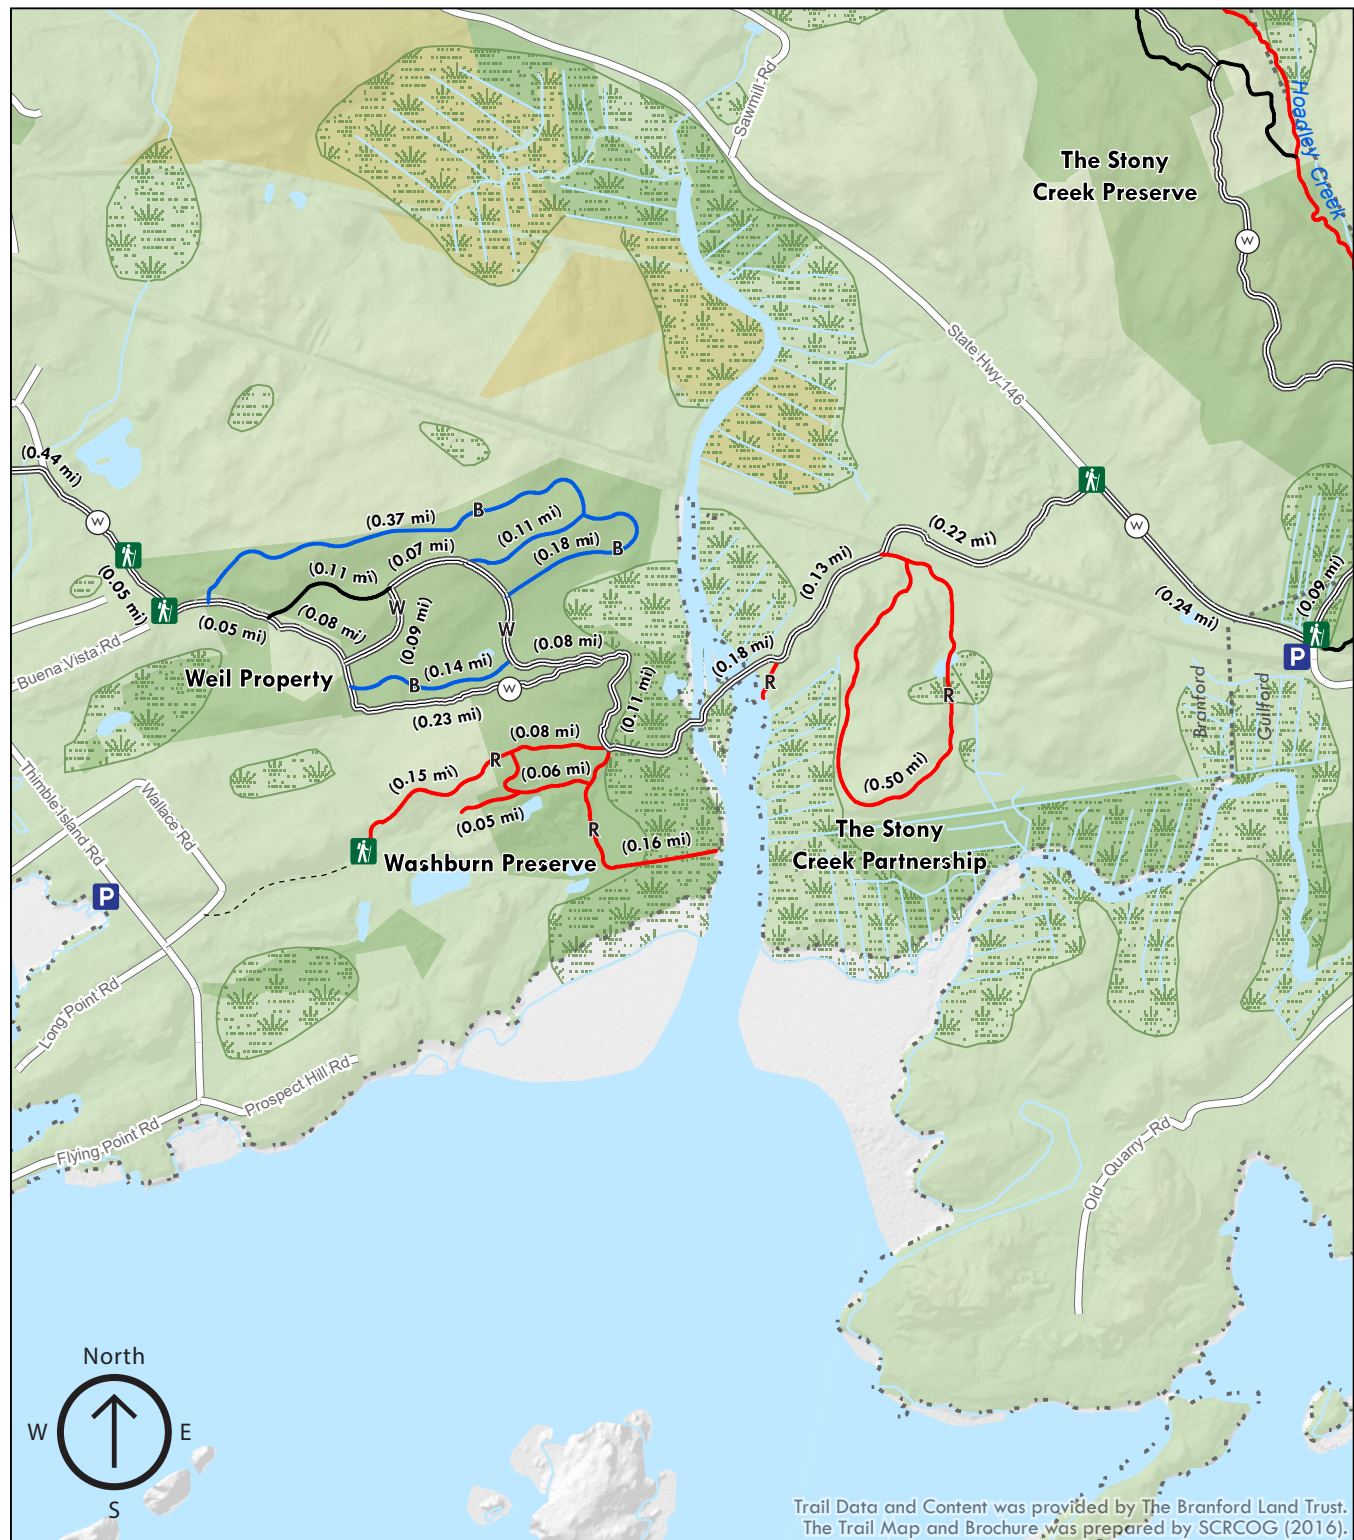 Sawmill Rd
The Stony
Creek Preserve
Hoadley Creek
W
State Hwy 146
(0.44 mi)
W
(0.37 mi)
B
(0.11 mi)
(0.18 mi)
B
(0.07 mi)
(0.11 mi)
(0.05 mi)
(0.05 mi)
(0.08 mi)
W
(0.09 mi)
W
(0.08 mi)
(0.14 mi)
B
W
(0.23 mi)
Weil Property
Buena Vista Rd
(0.11 mi)
(0.18 mi)
(0.13 mi)
(0.22 mi)
W
(0.24 mi)
(0.09 mi)
P
Branford
Guilford
R
R
(0.50 mi)
The Stony
Creek Partnership
(0.08 mi)
R
(0.15 mi)
(0.06 mi)
(0.05 mi)
R
(0.16 mi)
Washburn Preserve
Thimble Island Rd
Wallace Rd
P
Long Point Rd
Prospect Hill Rd
Flying Point Rd
Old Quarry Rd
North
W
E
S
Trail Data and Content was provided by The Branford Land Trust.
The Trail Map and Brochure was prepared by SCRCOG (2016).